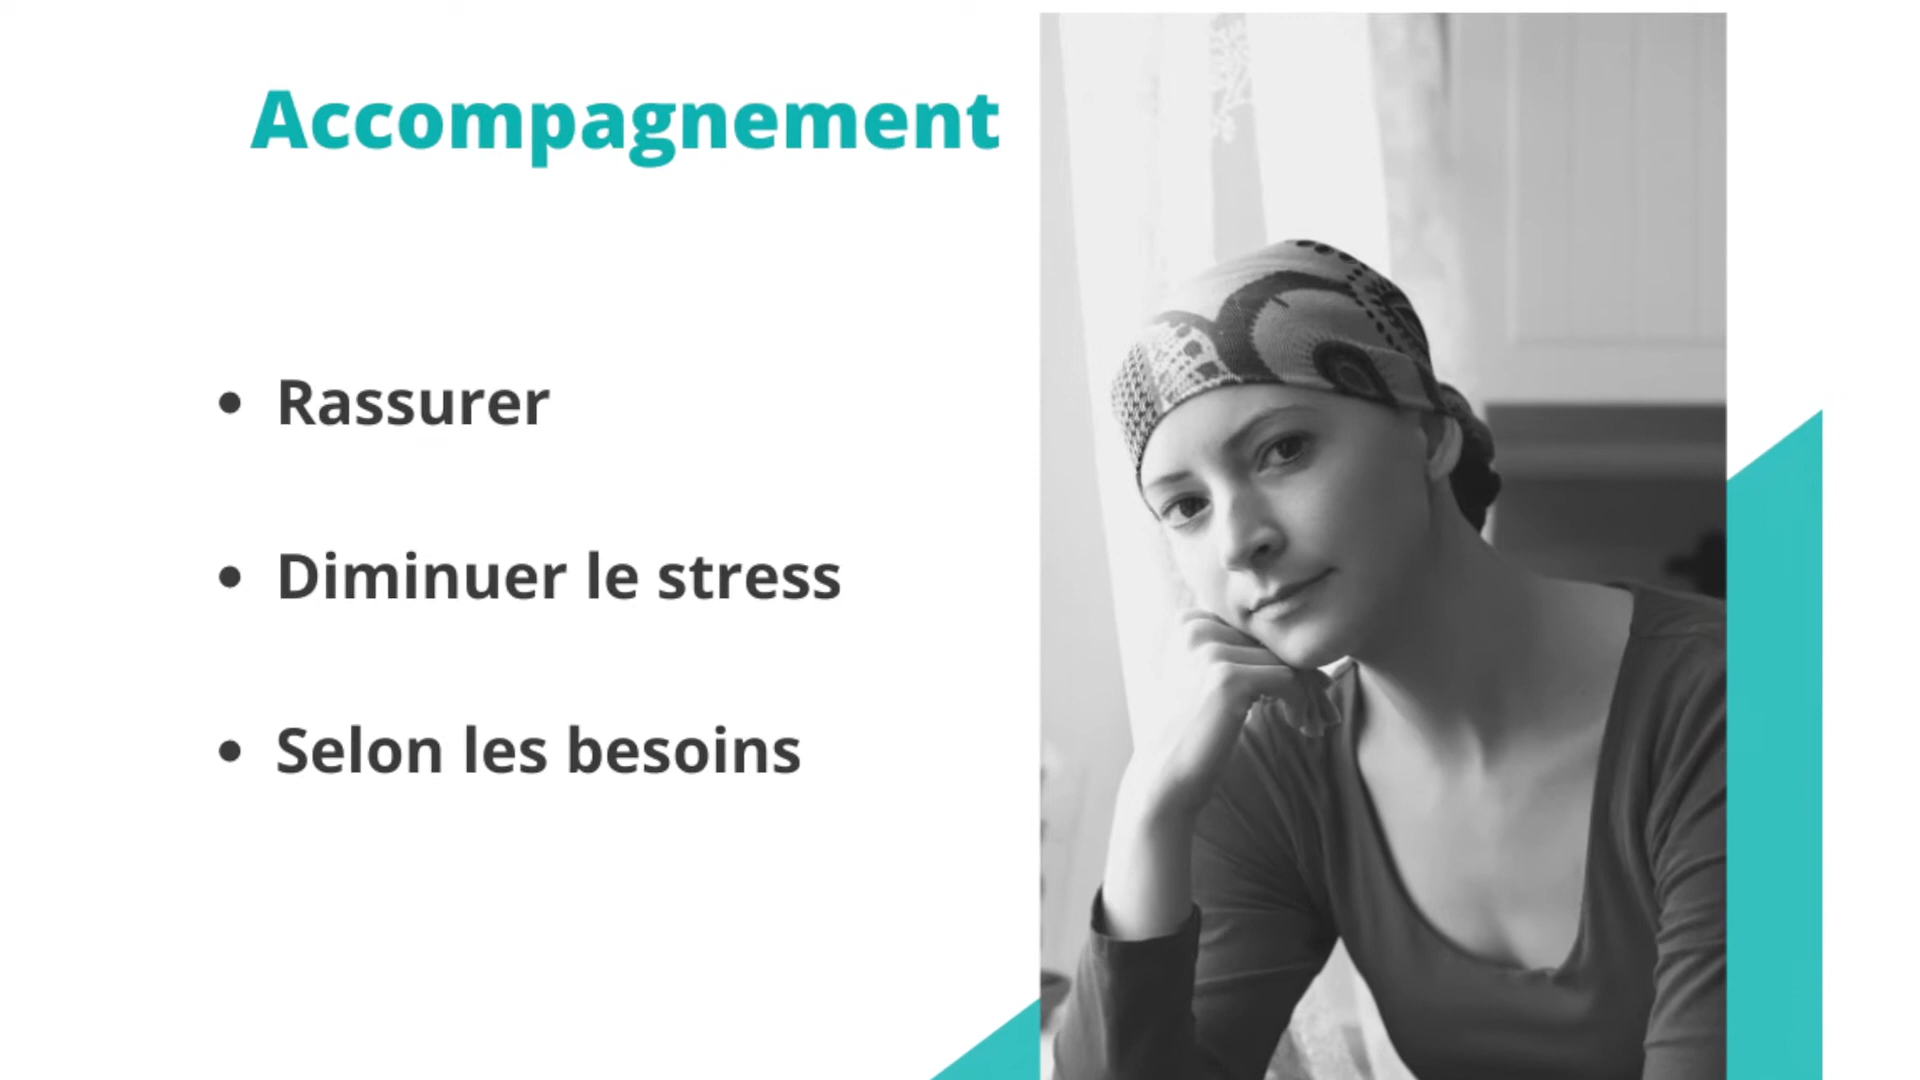 Accompagnement
• Rassurer
• Diminuer le stress
• Selon les besoins